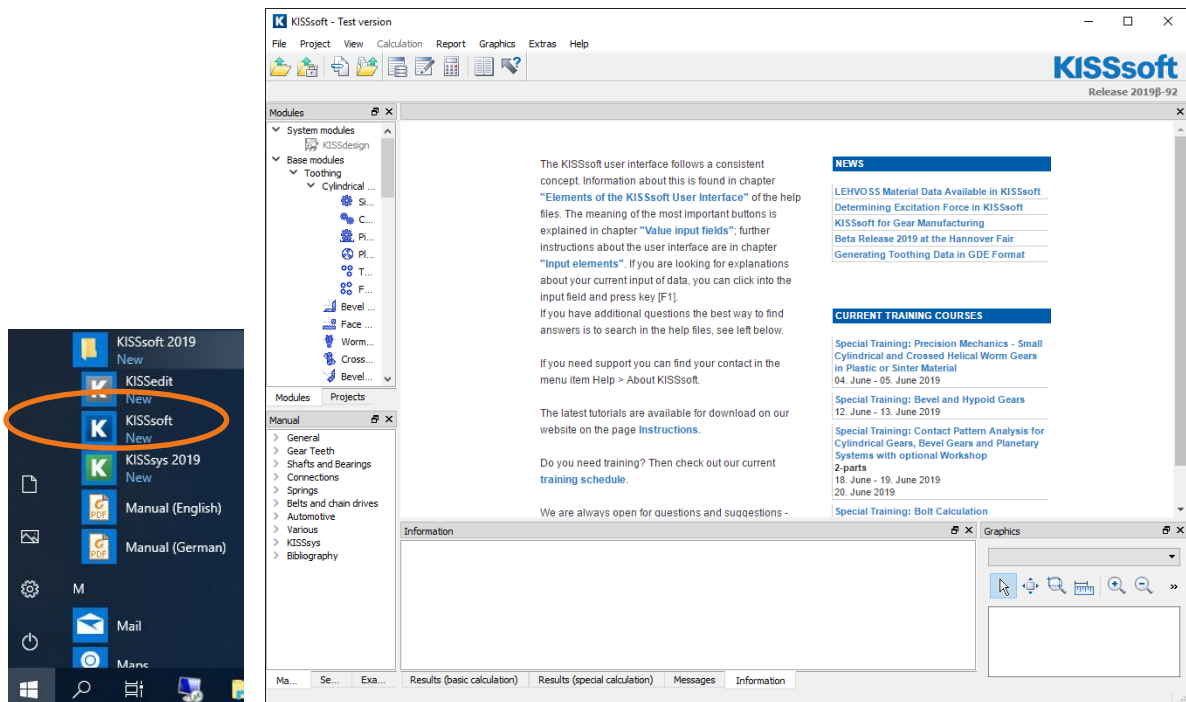 KISSsoft 2019
New
KISSedit
New
KISSsoft
New
KISSsys 2019
New
Manual (English)
Manual (German)
M
Mail
Maps
PDF
PDF
K KISSsoft - Test version
File Project View Calculation Report Graphics Extras Help
KISSsoft
Release 2019β-92
Modules
System modules
KISSdesign
Base modules
Toothing
Cylindrical ...
Si...
C...
Pi...
Pl...
T...
F...
Bevel ...
Face ...
Worm...
Cross...
Bevel...
Modules Projects
Manual
General
Gear Teeth
Shafts and Bearings
Connections
Springs
Belts and chain drives
Automotive
Various
KISSsys
Bibliography
Ma... Se... Exa...
The KISSsoft user interface follows a consistent
concept. Information about this is found in chapter
"Elements of the KISSsoft User Interface" of the help
files. The meaning of the most important buttons is
explained in chapter "Value input fields"; further
instructions about the user interface are in chapter
"Input elements". If you are looking for explanations
about your current input of data, you can click into the
input field and press key [F1].
If you have additional questions the best way to find
answers is to search in the help files, see left below.
If you need support you can find your contact in the
menu item Help > About KISSsoft.
The latest tutorials are available for download on our
website on the page Instructions.
Do you need training? Then check out our current
training schedule.
We are always open for questions and suggestions -
NEWS
LEHVOSS Material Data Available in KISSsoft
Determining Excitation Force in KISSsoft
KISSsoft for Gear Manufacturing
Beta Release 2019 at the Hannover Fair
Generating Toothing Data in GDE Format
CURRENT TRAINING COURSES
Special Training: Precision Mechanics - Small
Cylindrical and Crossed Helical Worm Gears
in Plastic or Sinter Material
04. June - 05. June 2019
Special Training: Bevel and Hypoid Gears
12. June - 13. June 2019
Special Training: Contact Pattern Analysis for
Cylindrical Gears, Bevel Gears and Planetary
Systems with optional Workshop
2-parts
18. June - 19. June 2019
20. June 2019
Special Training: Bolt Calculation
Information
Results (basic calculation) Results (special calculation) Messages Information
Graphics